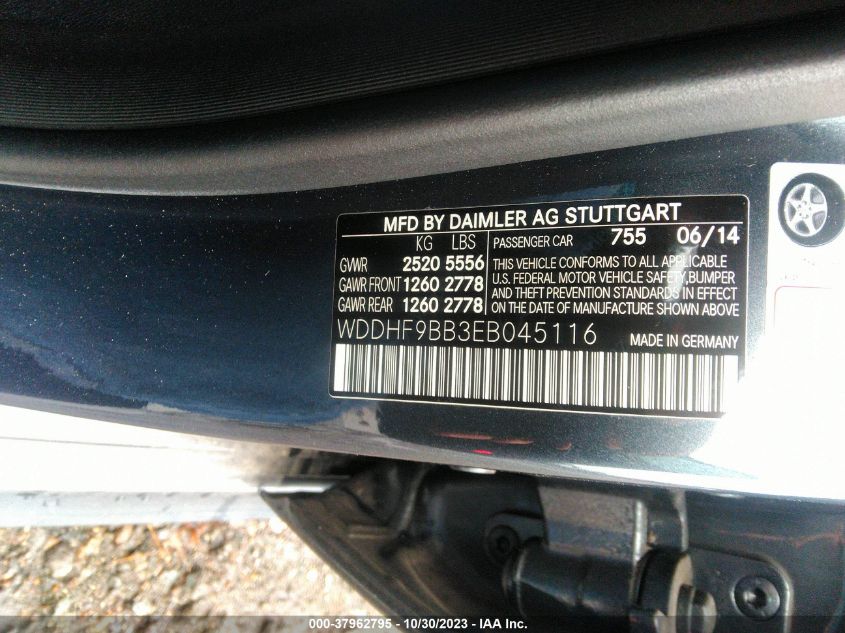 MFD BY DAIMLER AG STUTTGART
KG LBS
GVWR 2520 5556
GAWR FRONT 1260 2778
GAWR REAR 1260 2778
PASSENGER CAR 755 06/14
THIS VEHICLE CONFORMS TO ALL APPLICABLE
U.S. FEDERAL MOTOR VEHICLE SAFETY,BUMPER
AND THEFT PREVENTION STANDARDS IN EFFECT
ON THE DATE OF MANUFACTURE SHOWN ABOVE
WDDHF9BB3EB045116 MADE IN GERMANY
000-37962795 - 10/30/2023 - IAA Inc.